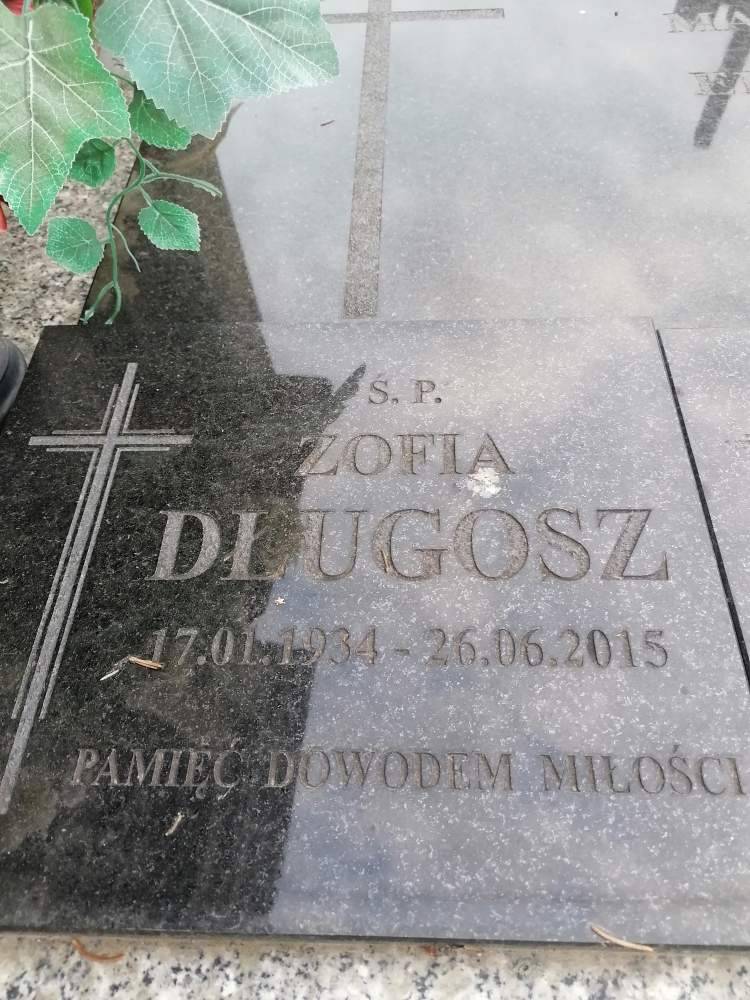 Ś. P.
ZOFIA
DŁUGOSZ
17.01.1934 - 26.06.2015
PAMIĘĆ DOWODEM MIŁOŚCI